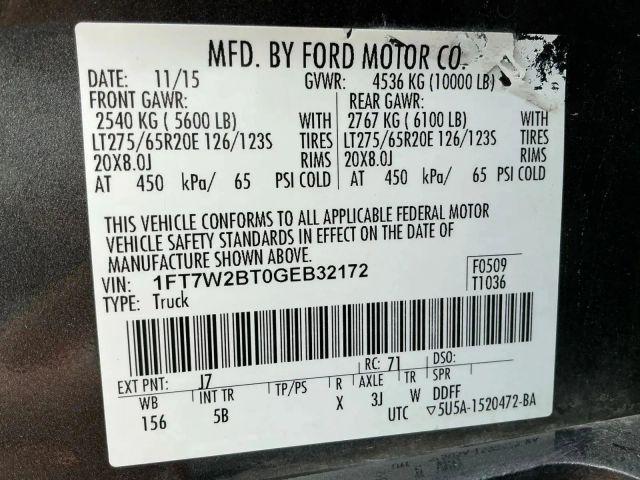 MFD. BY FORD MOTOR CO.
DATE: 11/15 GVWR: 4536 KG (10000 LB)
FRONT GAWR: REAR GAWR:
2540 KG ( 5600 LB) WITH 2767 KG ( 6100 LB) WITH
LT275/65R20E 126/123S TIRES LT275/65R20E 126/123S TIRES
20X8.0J RIMS 20X8.0J RIMS
AT 450 kPa/ 65 PSI COLD AT 450 kPa/ 65 PSI COLD
THIS VEHICLE CONFORMS TO ALL APPLICABLE FEDERAL MOTOR
VEHICLE SAFETY STANDARDS IN EFFECT ON THE DATE OF
MANUFACTURE SHOWN ABOVE.
VIN: 1FT7W2BT0GEB32172 F0509
TYPE: Truck T1036
EXT PNT: J7 RC: 71 DSO:
WB INT TR TP/PS R AXLE TR SPR
156 5B X 3J W DDFF
UTC ▽5U5A-1520472-BA